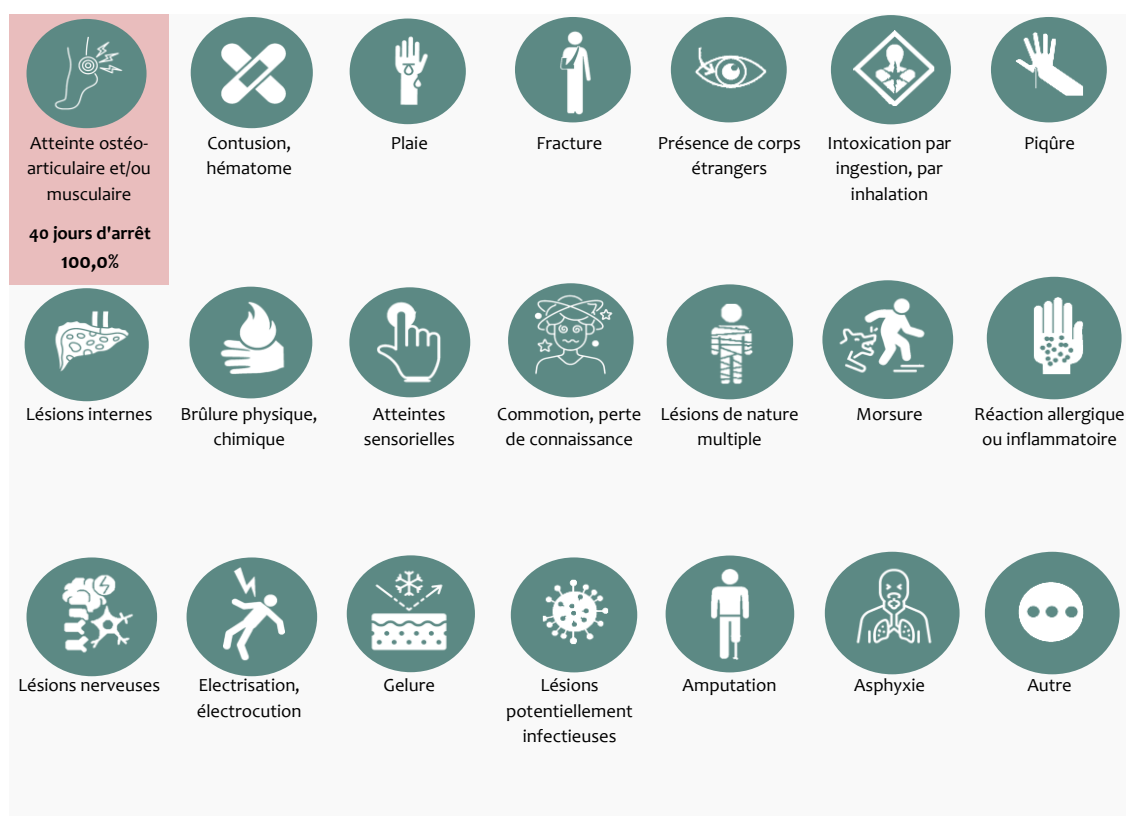 Atteinte ostéo-
articulaire et/ou
musculaire
40 jours d'arrêt
100,0%
Contusion,
hématome
Plaie
Fracture
Présence de corps
étrangers
Intoxication par
ingestion, par
inhalation
Piqûre
Lésions internes
Brûlure physique,
chimique
Atteintes
sensorielles
Commotion, perte
de connaissance
Lésions de nature
multiple
Morsure
Réaction allergique
ou inflammatoire
Lésions nerveuses
Electrisation,
électrocution
Gelure
Lésions
potentiellement
infectieuses
Amputation
Asphyxie
Autre